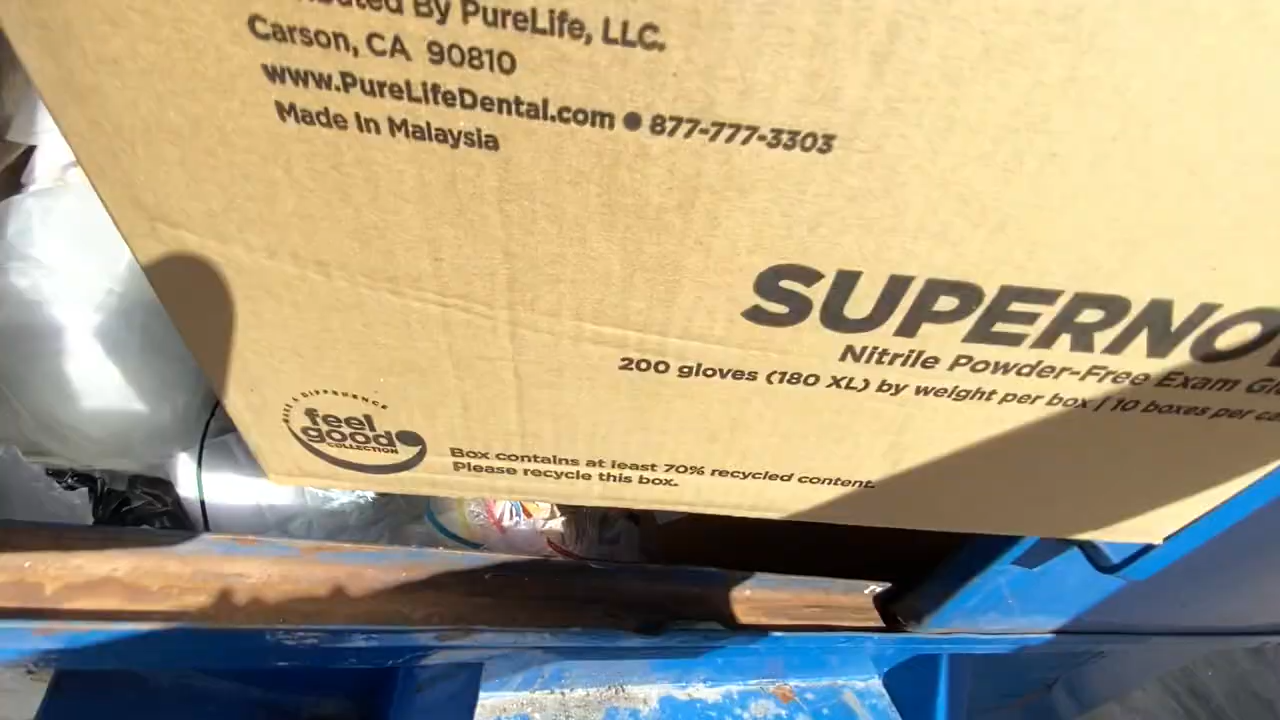 By PureLife, LLC.
Carson, CA 90810
www.PureLifeDental.com • 877-777-3303
Made In Malaysia
SUPERNO
Nitrile Powder-Free Exam
200 gloves (180 XL) by weight per box | 10 boxes per
feel
good
COLLECTION
Box contains at least 70% recycled content.
Please recycle this box.